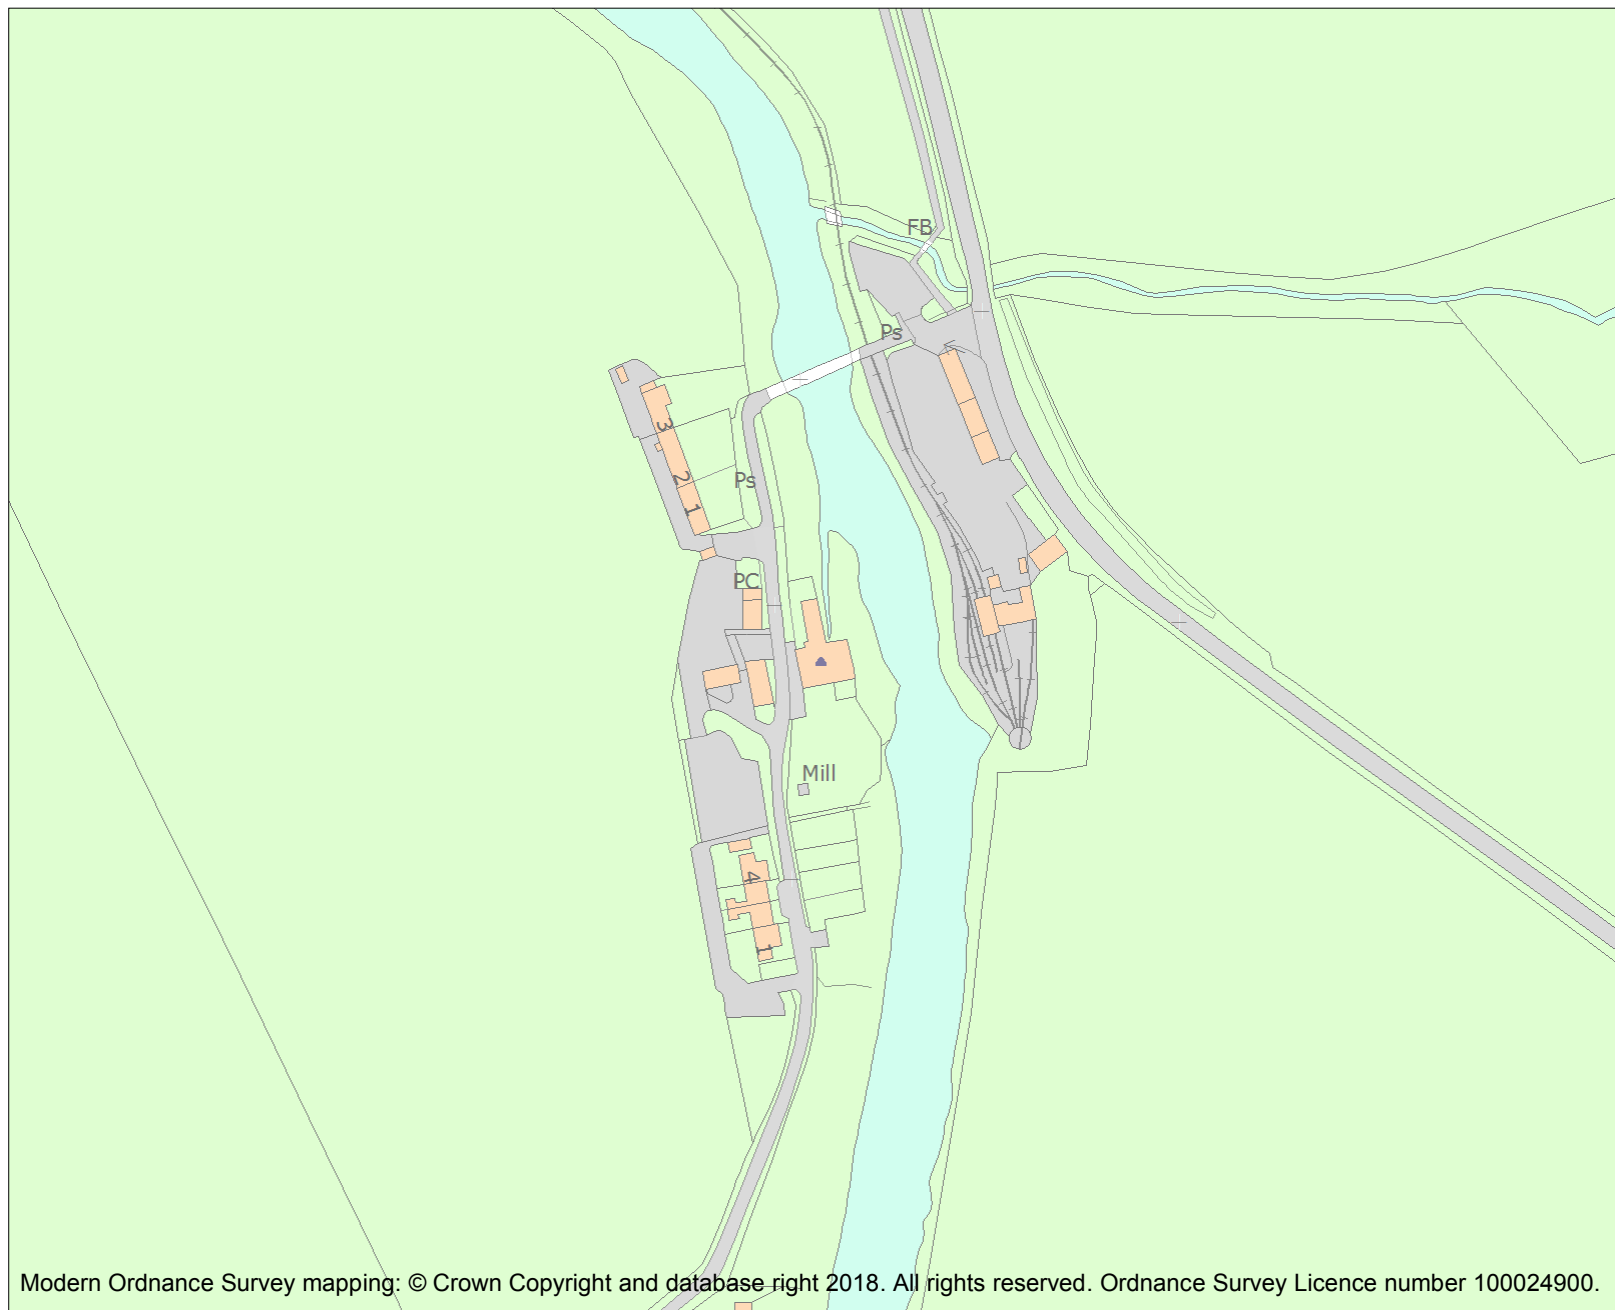 FB
Ps
3
2
Ps
1
PC
Mill
4
1
Modern Ordnance Survey mapping: © Crown Copyright and database right 2018. All rights reserved. Ordnance Survey Licence number 100024900.